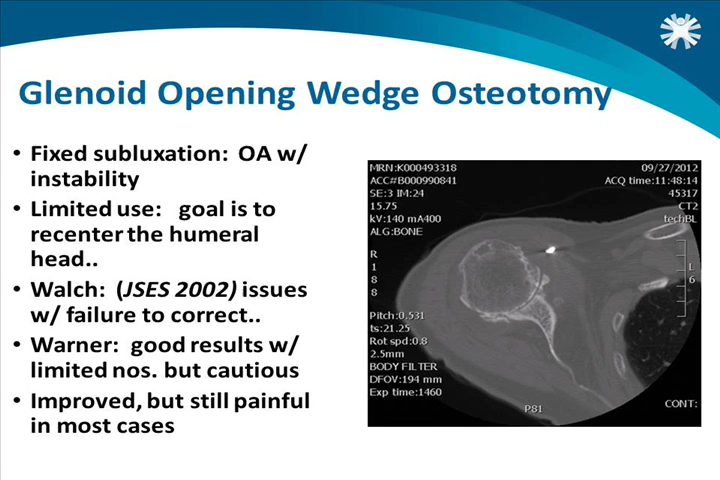 Glenoid Opening Wedge Osteotomy
• Fixed subluxation: OA w/
instability
• Limited use: goal is to
recenter the humeral
head..
• Walch: (JSES 2002) issues
w/ failure to correct..
• Warner: good results w/
limited nos. but cautious
• Improved, but still painful
in most cases
MRN:K000493318
ACC#B000990841
SE:3 IM:24
15.75
kV:140 mA400
ALG:BONE
09/27/2012
ACQ time:11:48:14
45317
CT2
techBL
R
1
8
8
L
6
Pitch:0.531
ts:21.25
Rot spd:0.8
2.5mm
BODY FILTER
DFOV:194 mm
Exp time:1460
P81
CONT: